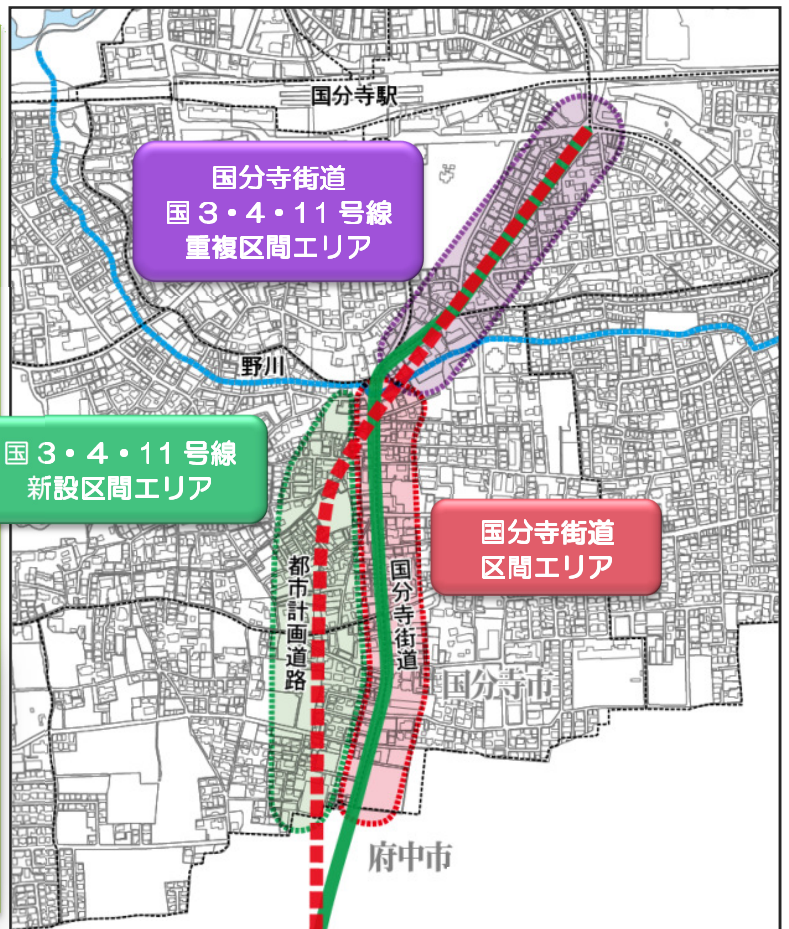 国分寺駅
国分寺街道
国3・4・11号線
重複区間エリア
野川
国3・4・11号線
新設区間エリア
国分寺街道
区間エリア
都市計画道路
国分寺街道
国分寺市
府中市